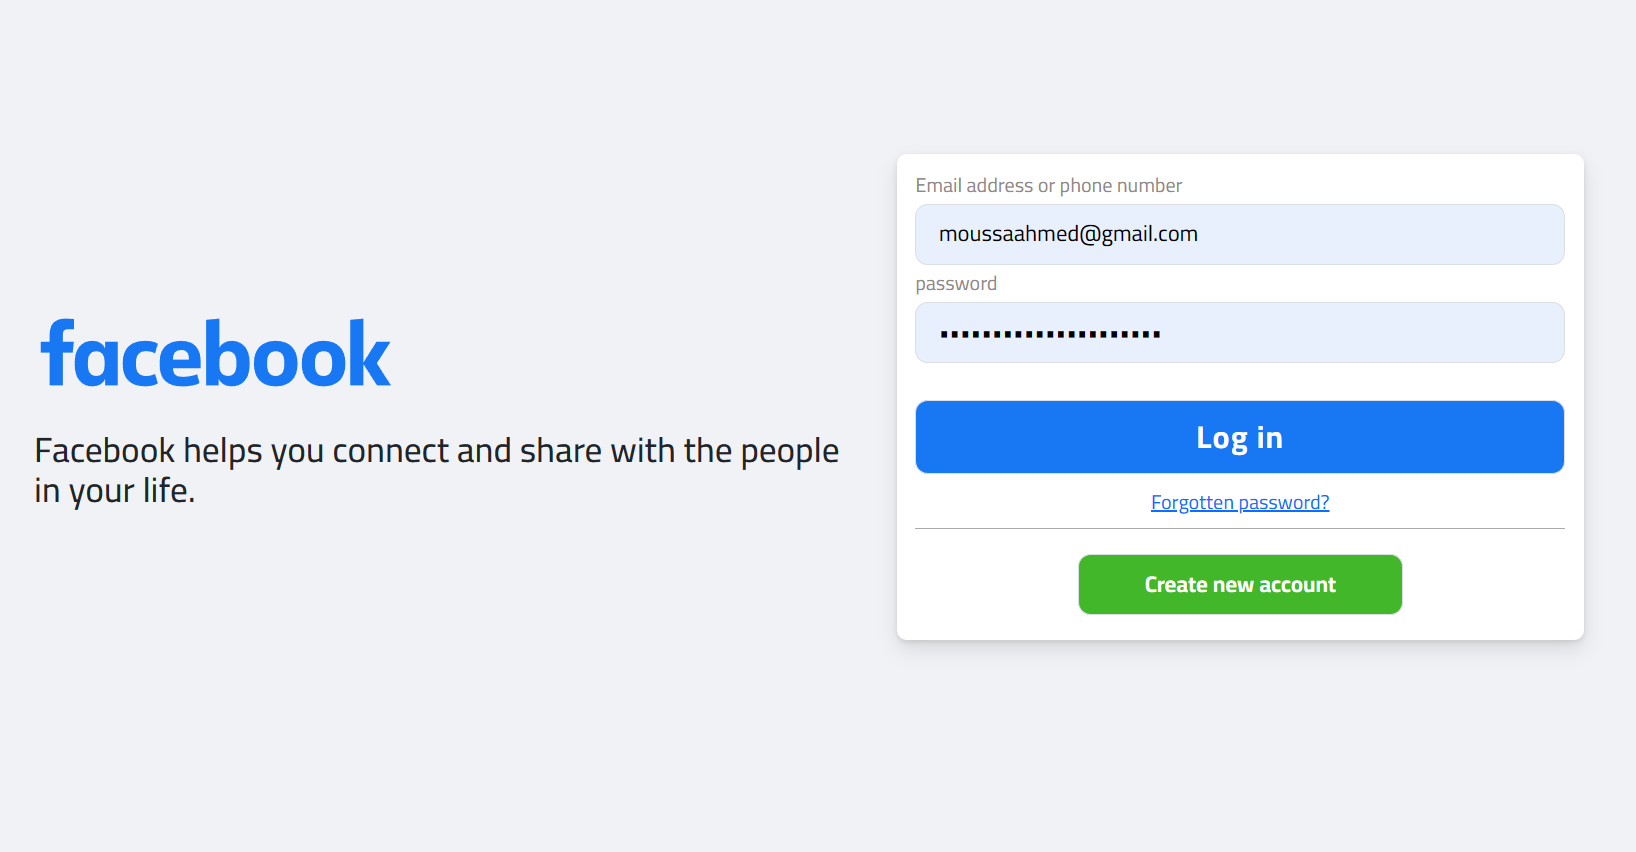 facebook
Facebook helps you connect and share with the people
in your life.
Email address or phone number
moussaahmed@gmail.com
password
Log in
Forgotten password?
Create new account